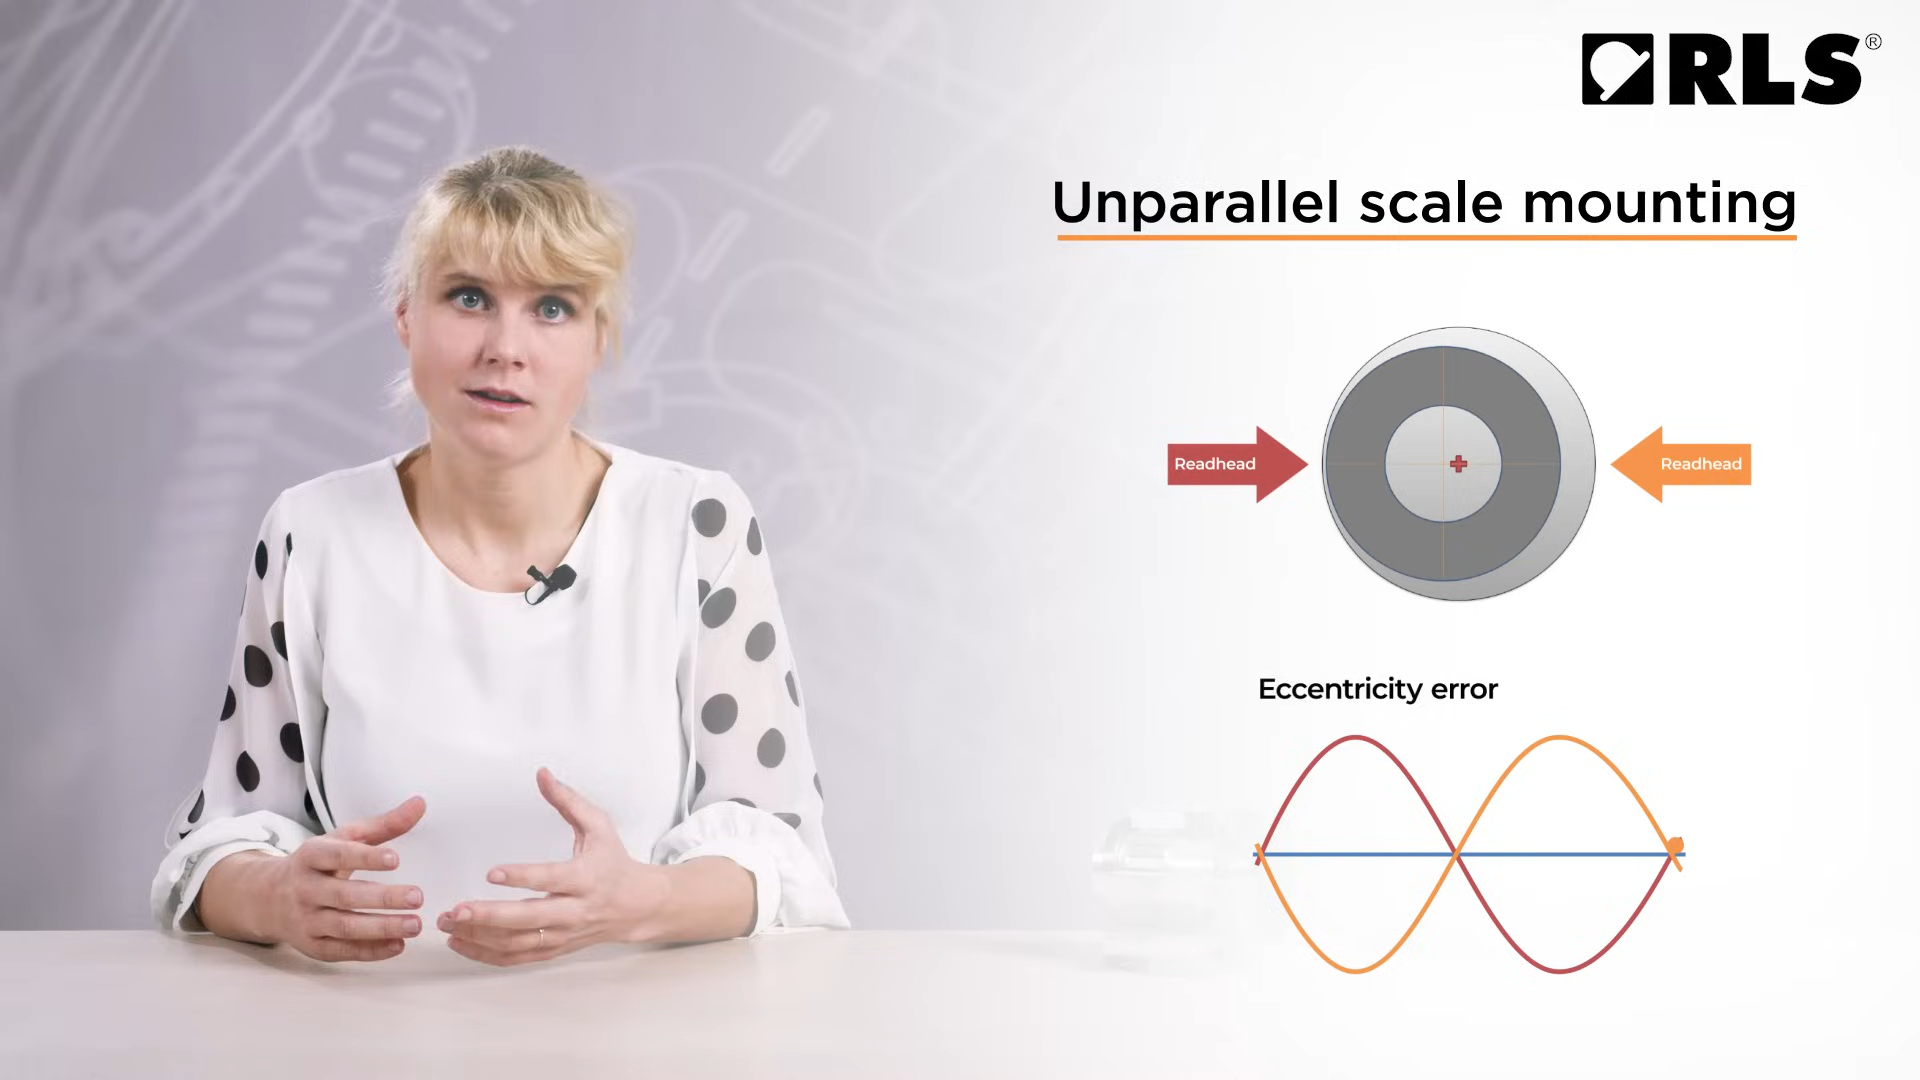 RLS®
Unparallel scale mounting
Readhead
Readhead
Eccentricity error